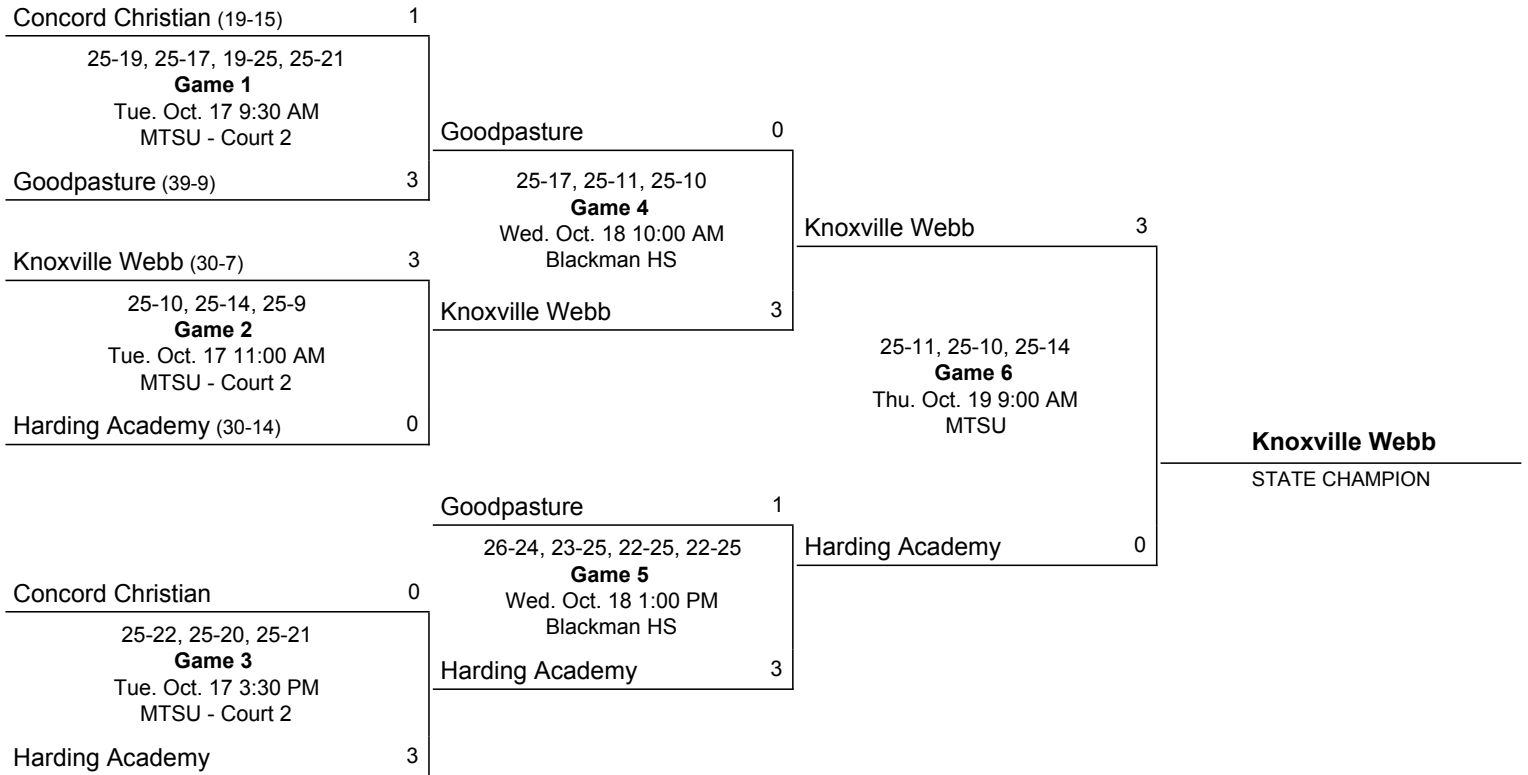 Concord Christian (19-15) 1
25-19, 25-17, 19-25, 25-21
Game 1
Tue. Oct. 17 9:30 AM
MTSU - Court 2
Goodpasture (39-9) 3
Knoxville Webb (30-7) 3
25-10, 25-14, 25-9
Game 2
Tue. Oct. 17 11:00 AM
MTSU - Court 2
Harding Academy (30-14) 0
Concord Christian 0
25-22, 25-20, 25-21
Game 3
Tue. Oct. 17 3:30 PM
MTSU - Court 2
Harding Academy 3
Goodpasture 0
25-17, 25-11, 25-10
Game 4
Wed. Oct. 18 10:00 AM
Blackman HS
Knoxville Webb 3
Goodpasture 1
26-24, 23-25, 22-25, 22-25
Game 5
Wed. Oct. 18 1:00 PM
Blackman HS
Harding Academy 3
Knoxville Webb 3
25-11, 25-10, 25-14
Game 6
Thu. Oct. 19 9:00 AM
MTSU
Harding Academy 0
Knoxville Webb
STATE CHAMPION